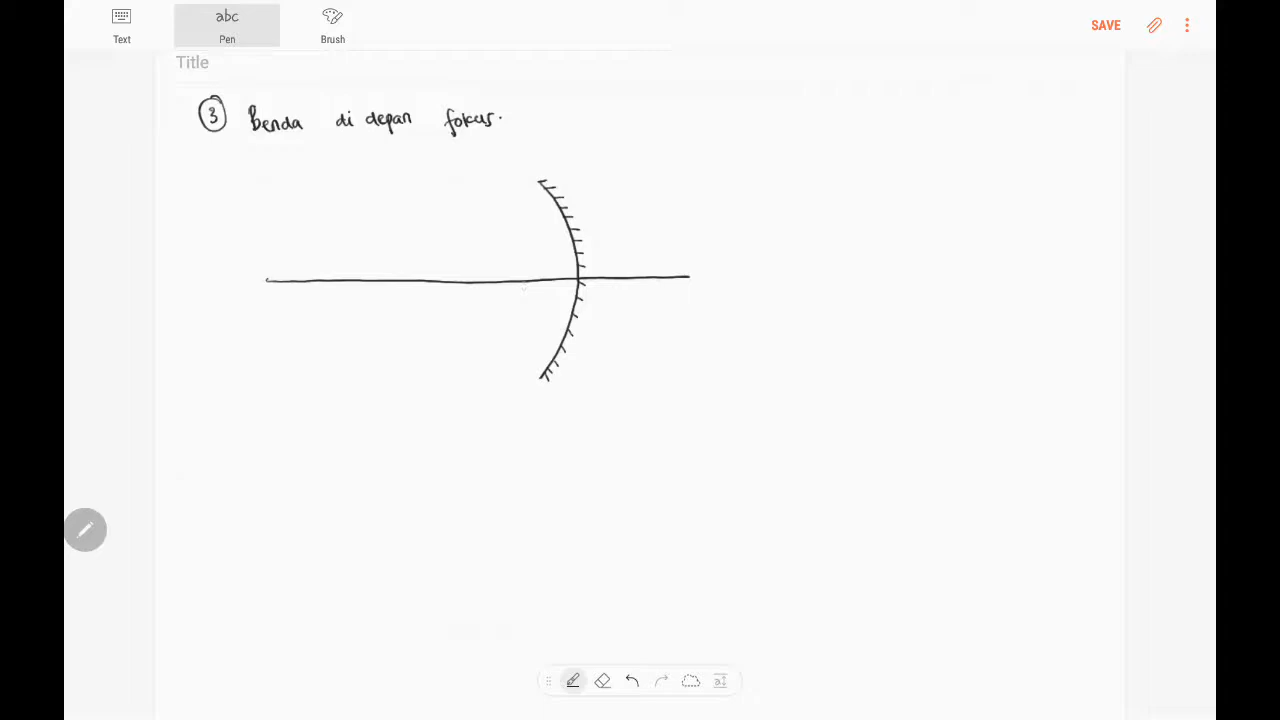 Text
abc
Pen
Brush
SAVE
Title
3 Benda di depan fokus.